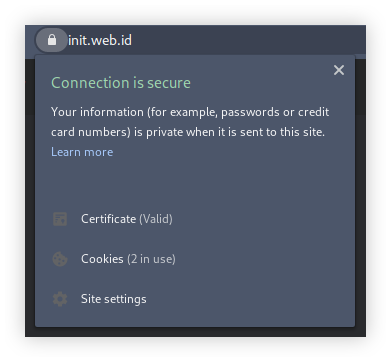 init.web.id
Connection is secure
Your information (for example, passwords or credit
card numbers) is private when it is sent to this site.
Learn more
Certificate (Valid)
Cookies (2 in use)
Site settings